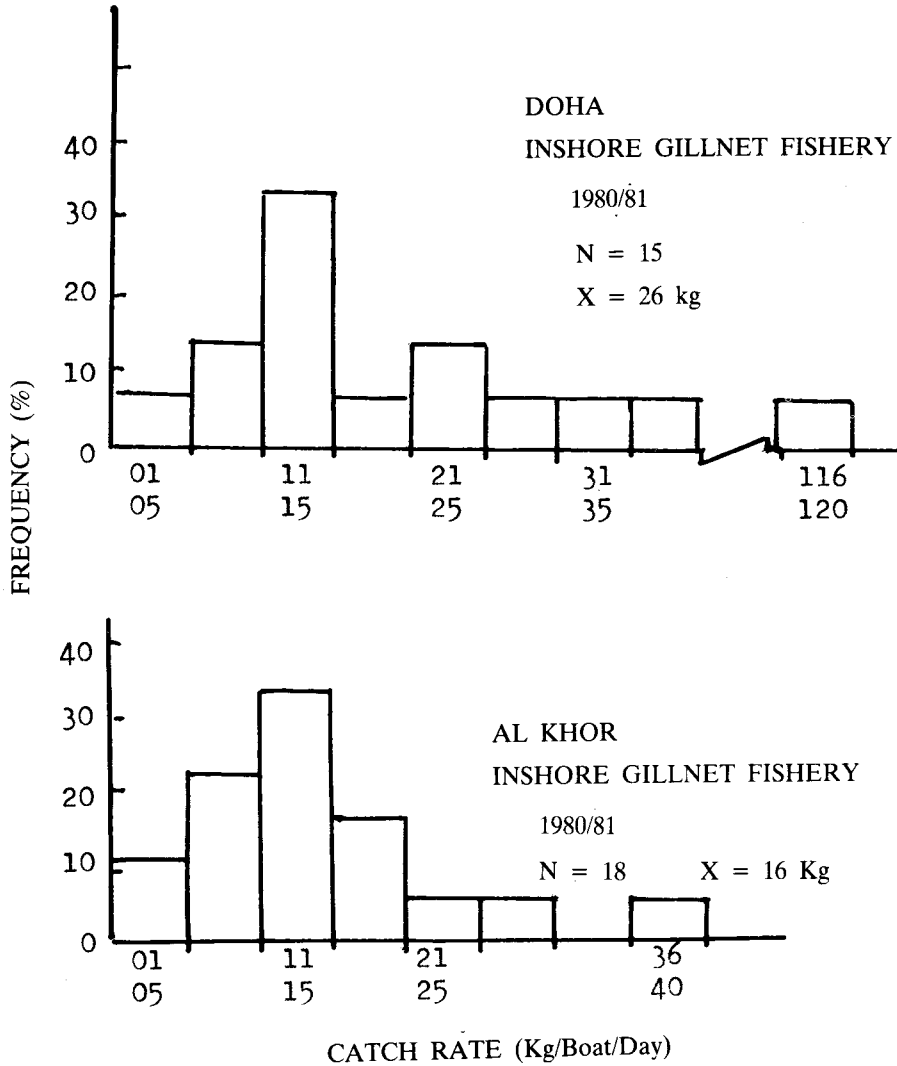 DOHA
INSHORE GILLNET FISHERY
1980/81
N = 15
X = 26 kg
40
30
20
10
0
01 11 21 31 116
05 15 25 35 120
FREQUENCY (%)
AL KHOR
INSHORE GILLNET FISHERY
1980/81
N = 18 X = 16 Kg
40
30
20
10
0
01 11 21 36
05 15 25 40
CATCH RATE (Kg/Boat/Day)